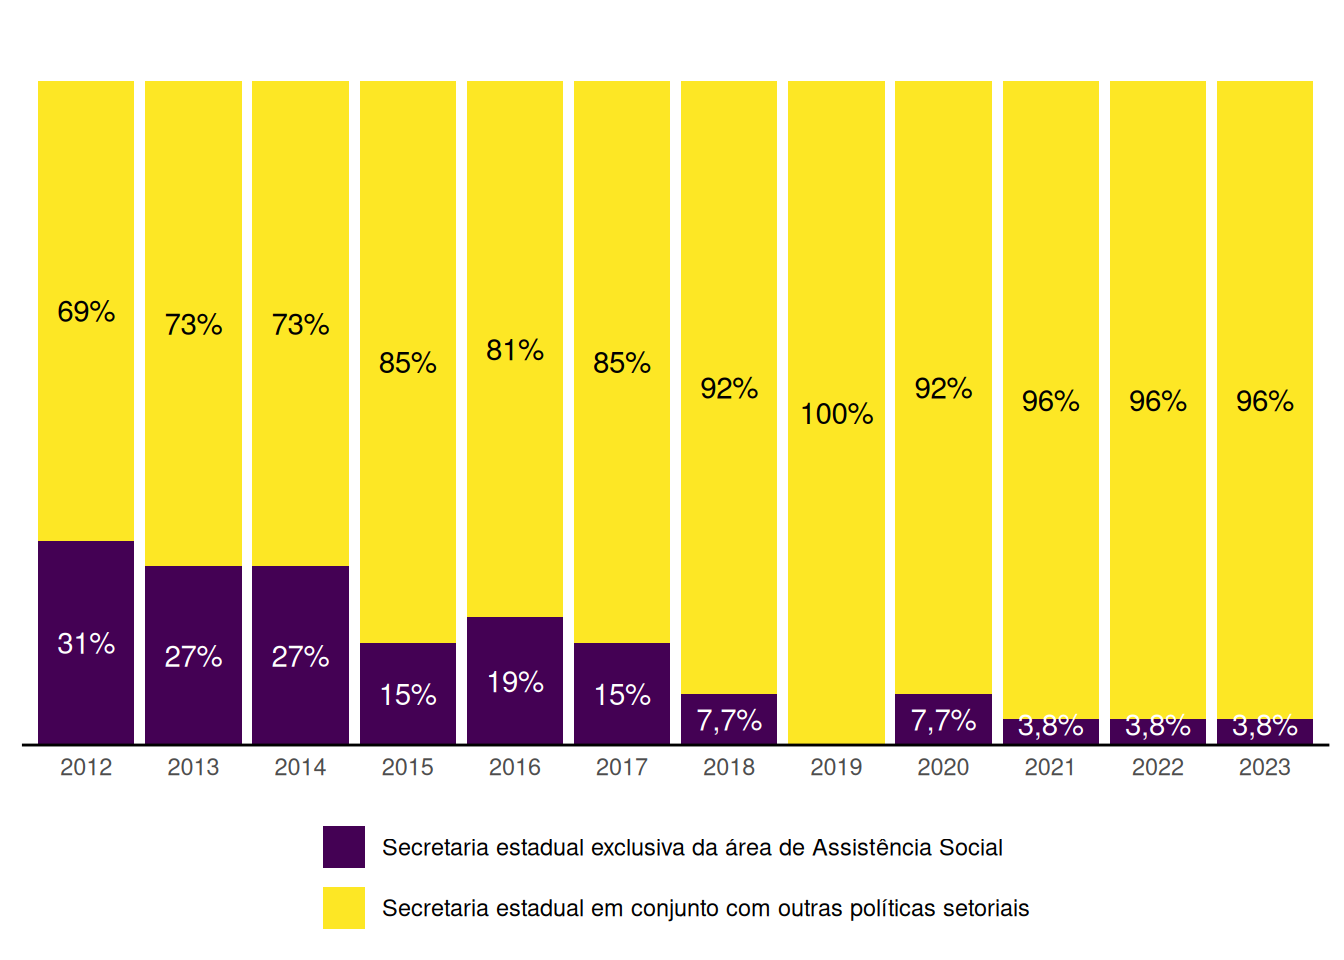 69% 73% 73% 85% 81% 85% 92% 100% 92% 96% 96% 96%
31% 27% 27% 15% 19% 15% 7,7% 7,7% 3,8% 3,8% 3,8%
2012 2013 2014 2015 2016 2017 2018 2019 2020 2021 2022 2023
Secretaria estadual exclusiva da área de Assistência Social
Secretaria estadual em conjunto com outras políticas setoriais